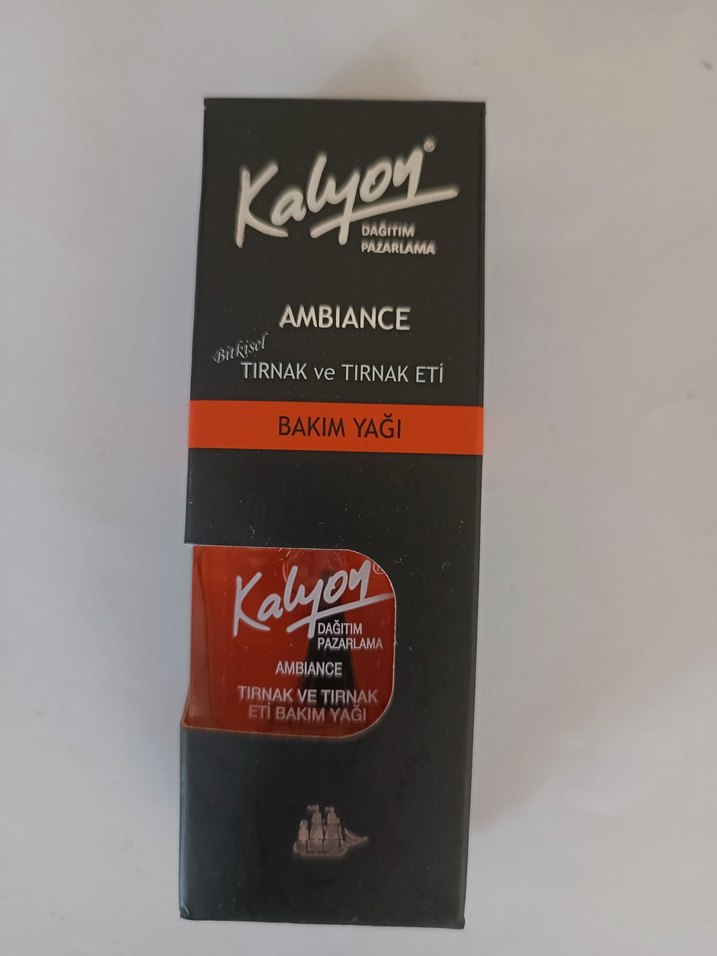 Kalyon®
DAĞITIM
PAZARLAMA
AMBIANCE
Bitkisel
TIRNAK ve TIRNAK ETİ
BAKIM YAĞI
Kalyon®
DAĞITIM
PAZARLAMA
AMBIANCE
TIRNAK VE TIRNAK
ETİ BAKIM YAĞI